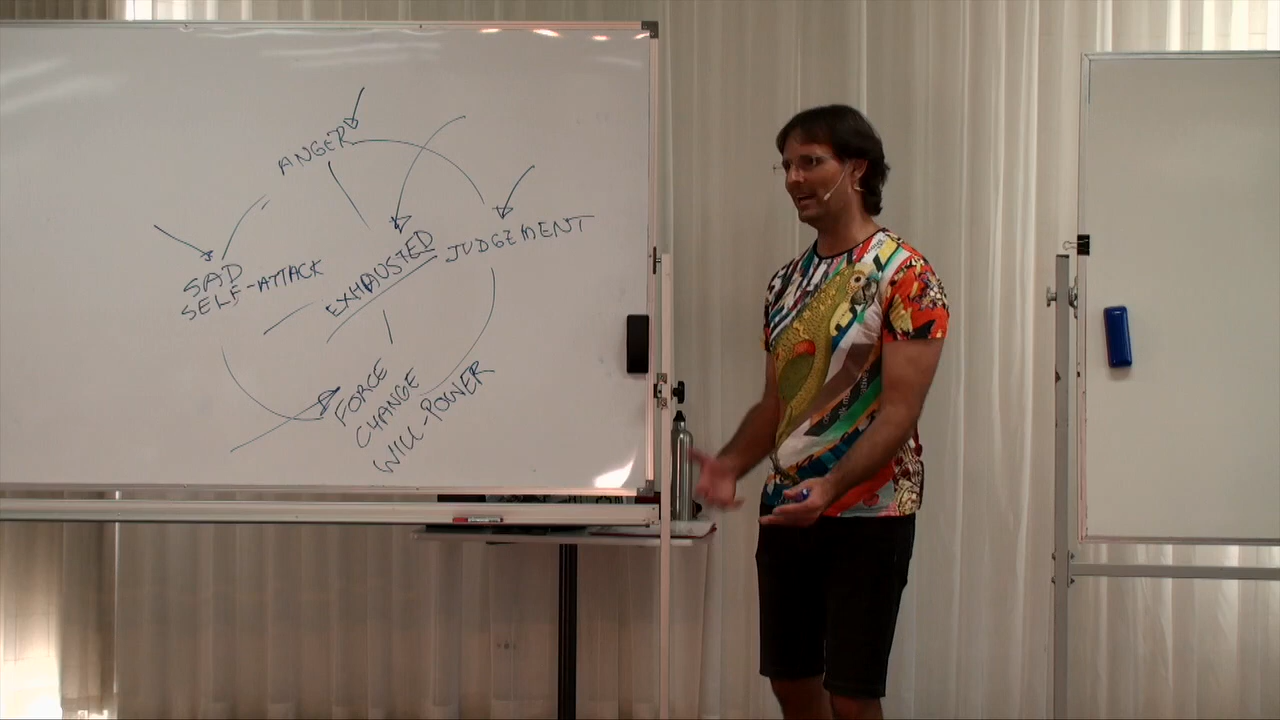 ANGER
SAD
SELF-ATTACK
EXHAUSTED
JUDGEMENT
FORCE
CHANGE
WILL-POWER